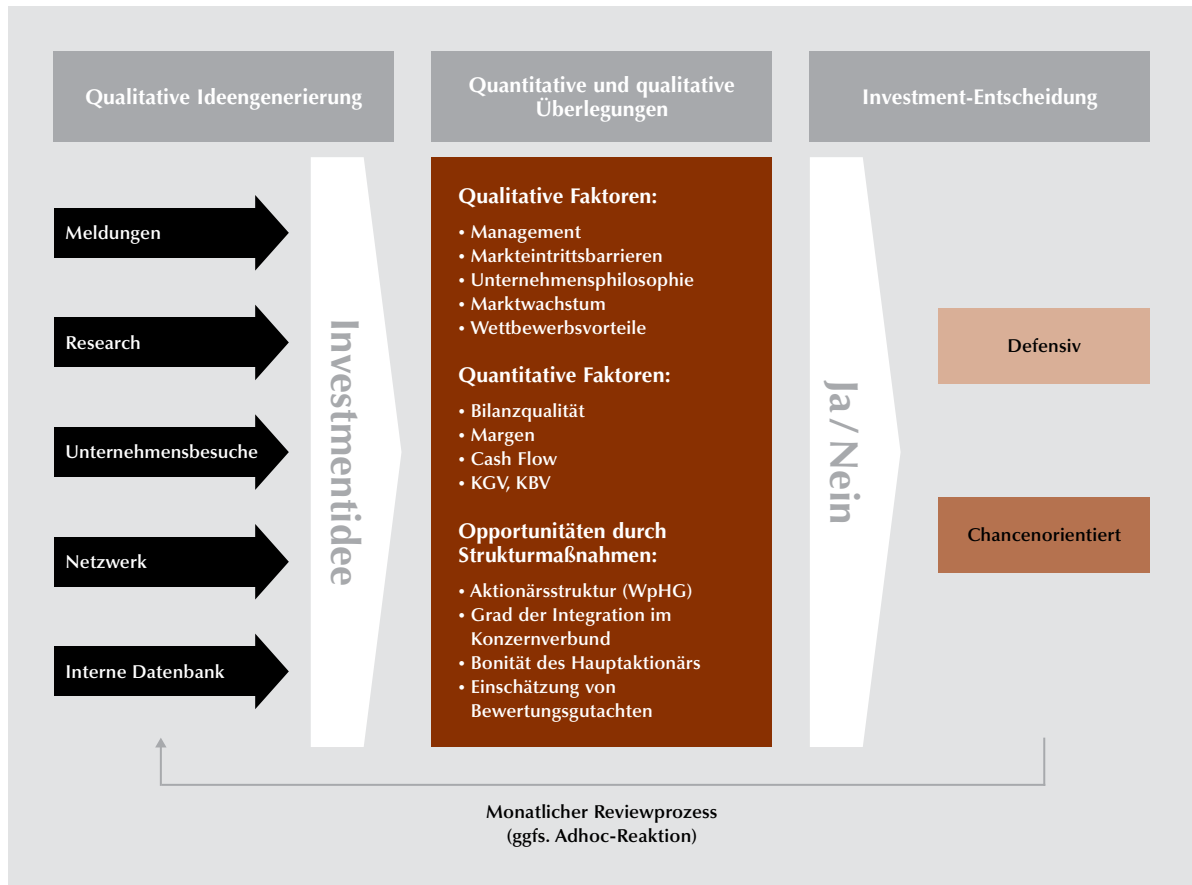 Qualitative Ideengenerierung
Quantitative und qualitative
Überlegungen
Investment-Entscheidung
Meldungen
Research
Unternehmensbesuche
Netzwerk
Interne Datenbank
Investmentidee
Qualitative Faktoren:
• Management
• Markteintrittsbarrieren
• Unternehmensphilosophie
• Marktwachstum
• Wettbewerbsvorteile
Quantitative Faktoren:
• Bilanzqualität
• Margen
• Cash Flow
• KGV, KBV
Opportunitäten durch
Strukturmaßnahmen:
• Aktionärsstruktur (WpHG)
• Grad der Integration im
Konzernverbund
• Bonität des Hauptaktionärs
• Einschätzung von
Bewertungsgutachten
Ja / Nein
Defensiv
Chancenorientiert
Monatlicher Reviewprozess
(ggfs. Adhoc-Reaktion)